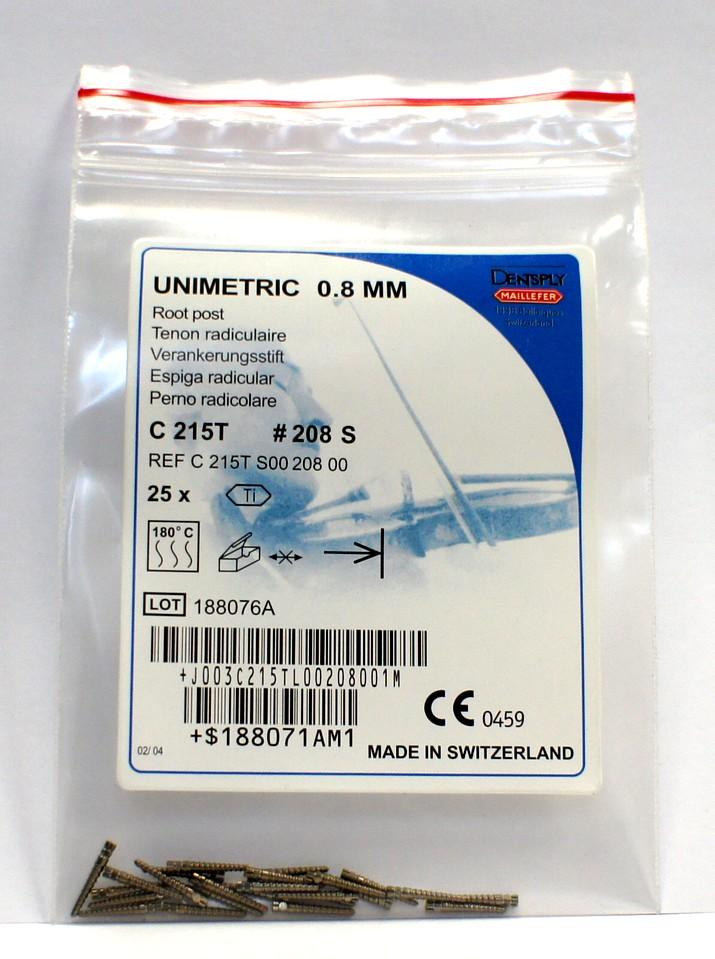 UNIMETRIC 0.8 MM
DENTSPLY
MAILLEFER
Switzerland
Root post
Tenon radiculaire
Verankerungsstift
Espiga radicular
Perno radicolare
C 215T # 208 S
REF C 215T S00 208 00
25 x Ti
180° C
LOT 188076A
+J003C215TL00208001M
CE 0459
+$188071AM1
02/ 04
MADE IN SWITZERLAND